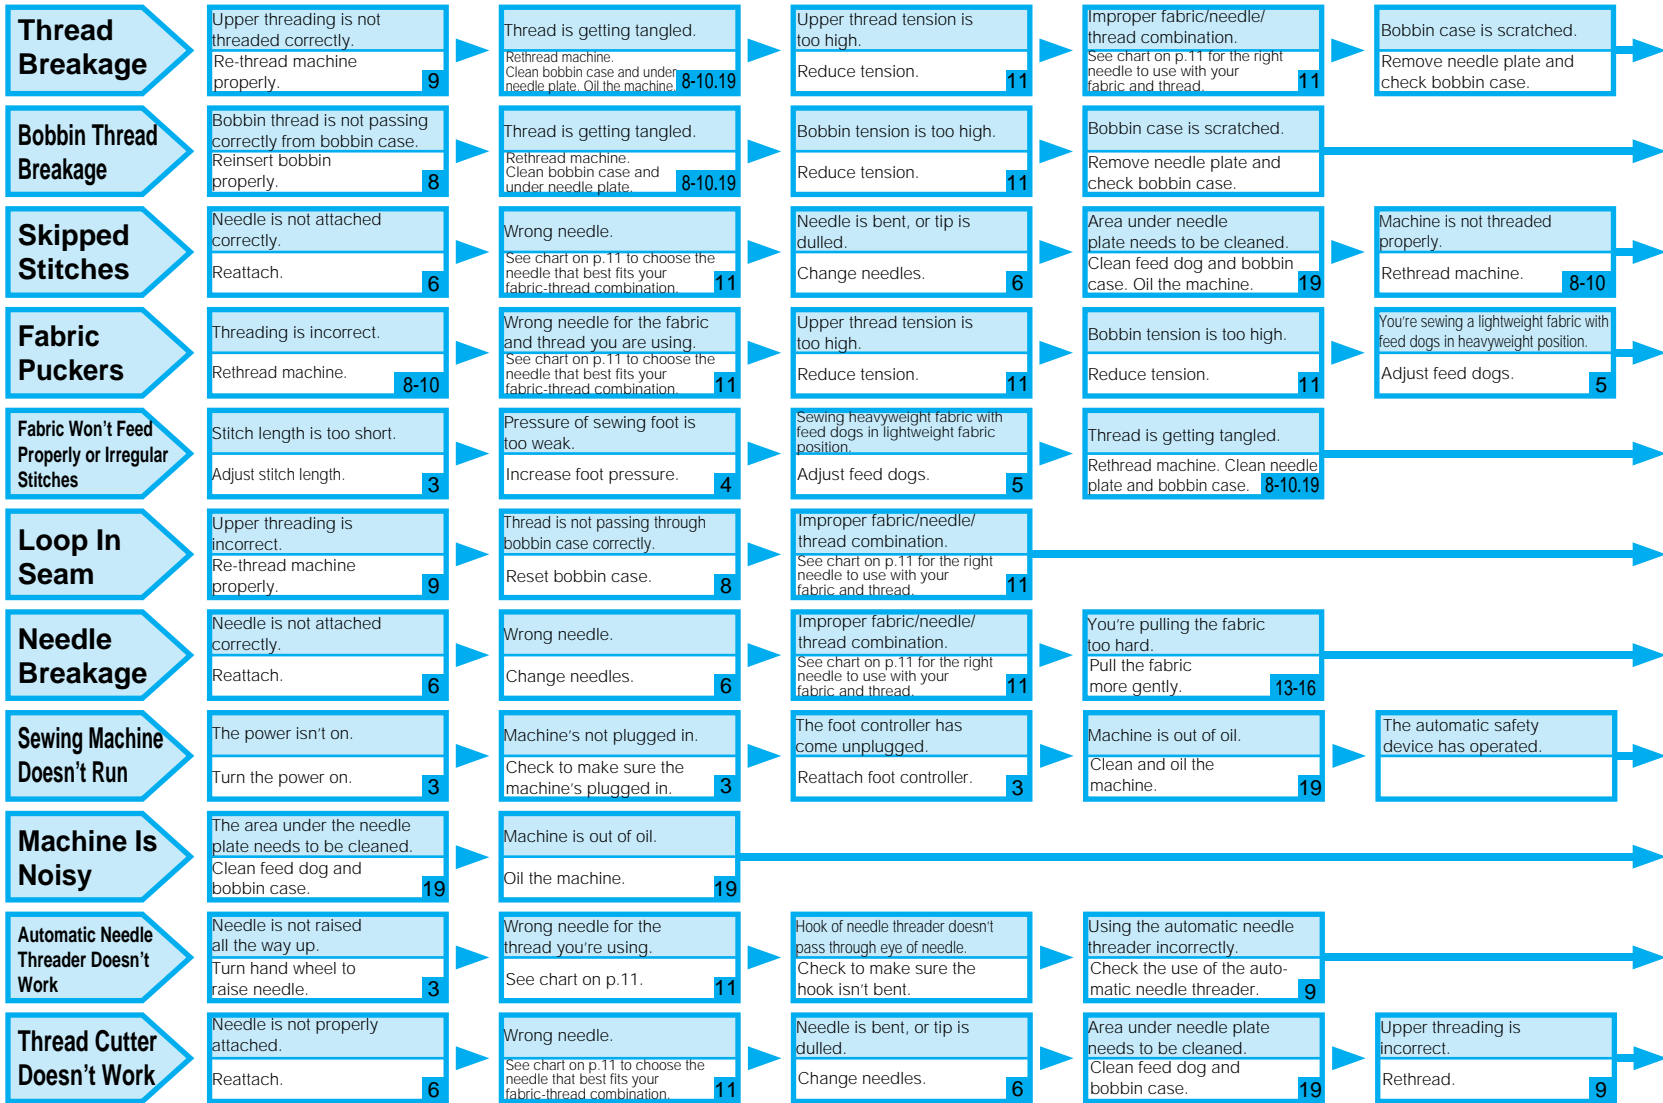 Thread
Breakage
Upper threading is not
threaded correctly.
Re-thread machine
properly.
9
Thread is getting tangled.
Rethread machine.
Clean bobbin case and under
needle plate. Oil the machine.
8-10.19
Upper thread tension is
too high.
Reduce tension.
11
Improper fabric/needle/
thread combination.
See chart on p.11 for the right
needle to use with your
fabric and thread.
11
Bobbin case is scratched.
Remove needle plate and
check bobbin case.
Bobbin Thread
Breakage
Bobbin thread is not passing
correctly from bobbin case.
Reinsert bobbin
properly.
8
Thread is getting tangled.
Rethread machine.
Clean bobbin case and
under needle plate.
8-10.19
Bobbin tension is too high.
Reduce tension.
11
Bobbin case is scratched.
Remove needle plate and
check bobbin case.
Skipped
Stitches
Needle is not attached
correctly.
Reattach.
6
Wrong needle.
See chart on p.11 to choose the
needle that best fits your
fabric-thread combination.
11
Needle is bent, or tip is
dulled.
Change needles.
6
Area under needle
plate needs to be cleaned.
Clean feed dog and bobbin
case. Oil the machine.
19
Machine is not threaded
properly.
Rethread machine.
8-10
Fabric
Puckers
Threading is incorrect.
Rethread machine.
8-10
Wrong needle for the fabric
and thread you are using.
See chart on p.11 to choose the
needle that best fits your
fabric-thread combination.
11
Upper thread tension is
too high.
Reduce tension.
11
Bobbin tension is too high.
Reduce tension.
11
You're sewing a lightweight fabric with
feed dogs in heavyweight position.
Adjust feed dogs.
5
Fabric Won't Feed
Properly or Irregular
Stitches
Stitch length is too short.
Adjust stitch length.
3
Pressure of sewing foot is
too weak.
Increase foot pressure.
4
Sewing heavyweight fabric with
feed dogs in lightweight fabric
position.
Adjust feed dogs.
5
Thread is getting tangled.
Rethread machine. Clean needle
plate and bobbin case.
8-10.19
Loop In
Seam
Upper threading is
incorrect.
Re-thread machine
properly.
9
Thread is not passing through
bobbin case correctly.
Reset bobbin case.
8
Improper fabric/needle/
thread combination.
See chart on p.11 for the right
needle to use with your
fabric and thread.
11
Needle
Breakage
Needle is not attached
correctly.
Reattach.
6
Wrong needle.
Change needles.
6
Improper fabric/needle/
thread combination.
See chart on p.11 for the right
needle to use with your
fabric and thread.
11
You're pulling the fabric
too hard.
Pull the fabric
more gently.
13-16
Sewing Machine
Doesn't Run
The power isn't on.
Turn the power on.
3
Machine's not plugged in.
Check to make sure the
machine's plugged in.
3
The foot controller has
come unplugged.
Reattach foot controller.
3
Machine is out of oil.
Clean and oil the
machine.
19
The automatic safety
device has operated.
Machine Is
Noisy
The area under the needle
plate needs to be cleaned.
Clean feed dog and
bobbin case.
19
Machine is out of oil.
Oil the machine.
19
Automatic Needle
Threader Doesn't
Work
Needle is not raised
all the way up.
Turn hand wheel to
raise needle.
3
Wrong needle for the
thread you're using.
See chart on p.11.
11
Hook of needle threader doesn't
pass through eye of needle.
Check to make sure the
hook isn't bent.
Using the automatic needle
threader incorrectly.
Check the use of the auto-
matic needle threader.
9
Thread Cutter
Doesn't Work
Needle is not properly
attached.
Reattach.
6
Wrong needle.
See chart on p.11 to choose the
needle that best fits your
fabric-thread combination.
11
Needle is bent, or tip is
dulled.
Change needles.
6
Area under needle plate
needs to be cleaned.
Clean feed dog and
bobbin case.
19
Upper threading is
incorrect.
Rethread.
9